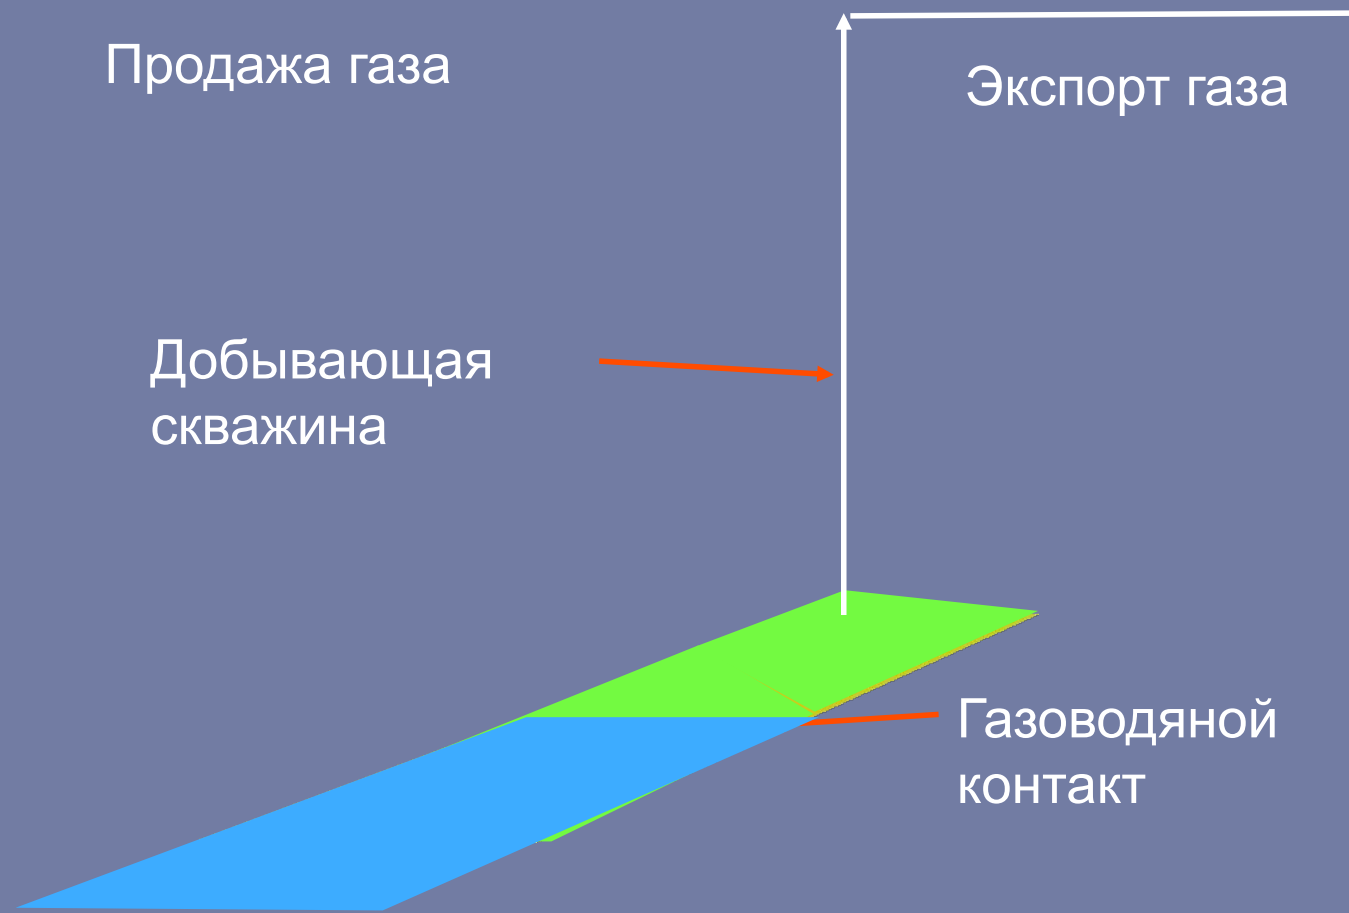 Продажа газа
Экспорт газа
Добывающая
скважина
Газоводяной
контакт